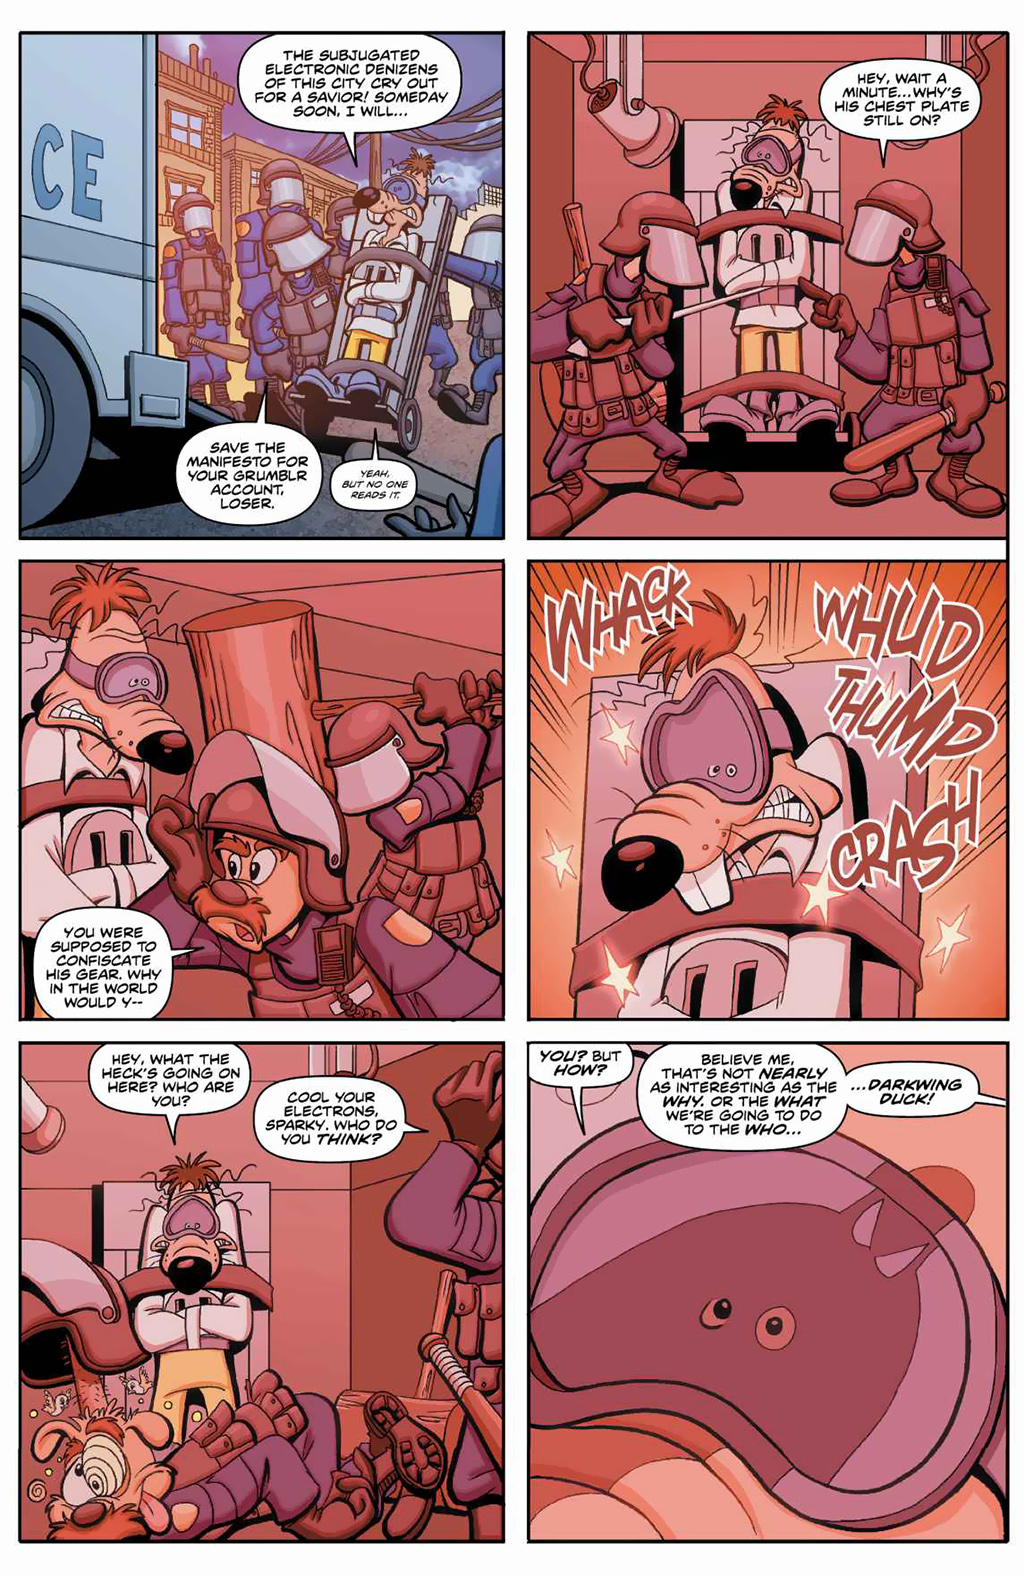 THE SUBJUGATED
ELECTRONIC DENIZENS
OF THIS CITY CRY OUT
FOR A SAVIOR! SOMEDAY
SOON, I WILL...
CE
SAVE THE
MANIFESTO FOR
YOUR GRUMBLR
ACCOUNT,
LOSER.
YEAH,
BUT NO ONE
READS IT.
HEY, WAIT A
MINUTE...WHY'S
HIS CHEST PLATE
STILL ON?
YOU WERE
SUPPOSED TO
CONFISCATE
HIS GEAR. WHY
IN THE WORLD
WOULD Y--
WHACK
WHUD
THUMP
CRASH
HEY, WHAT THE
HECK'S GOING ON
HERE? WHO ARE
YOU?
COOL YOUR
ELECTRONS,
SPARKY. WHO DO
YOU THINK?
YOU? BUT
HOW?
BELIEVE ME,
THAT'S NOT NEARLY
AS INTERESTING AS THE
WHY. OR THE WHAT
WE'RE GOING TO DO
TO THE WHO...
...DARKWING
DUCK!